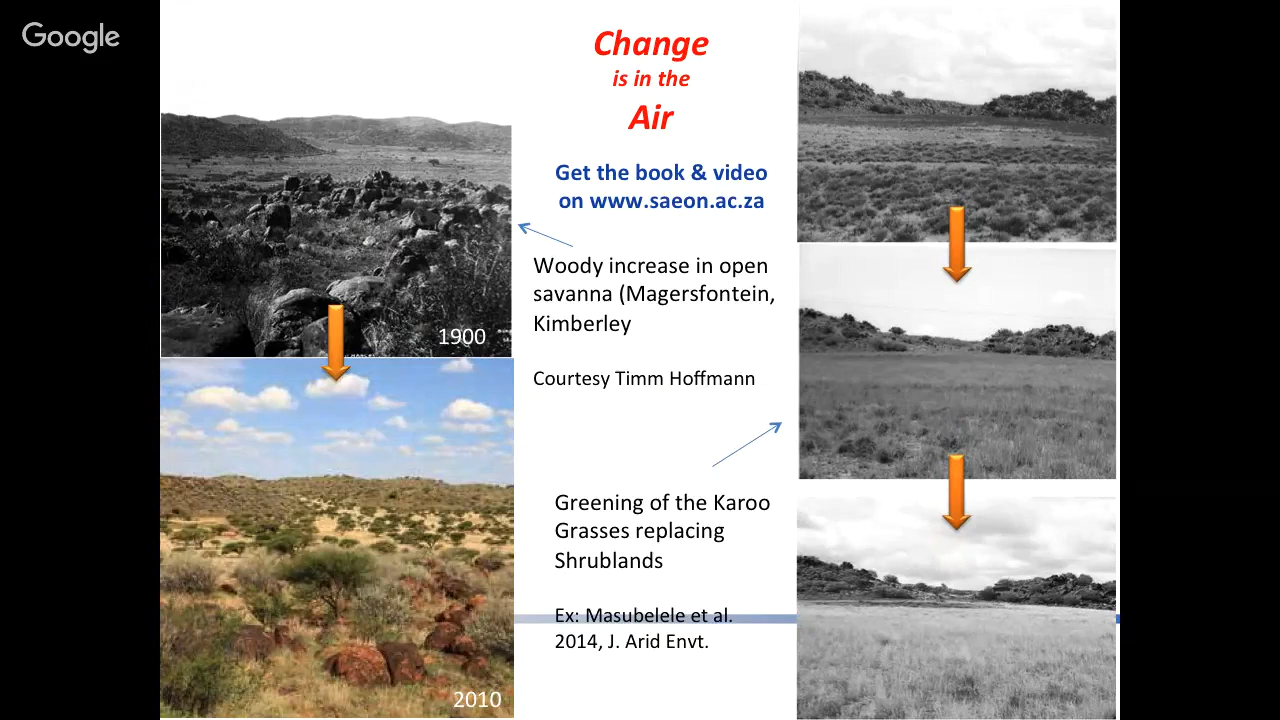 Google
Change
is in the
Air
Get the book & video
on www.saeon.ac.za
Woody increase in open
savanna (Magersfontein,
Kimberley
Courtesy Timm Hoffmann
1900
Greening of the Karoo
Grasses replacing
Shrublands
Ex: Masubelele et al.
2014, J. Arid Envt.
2010